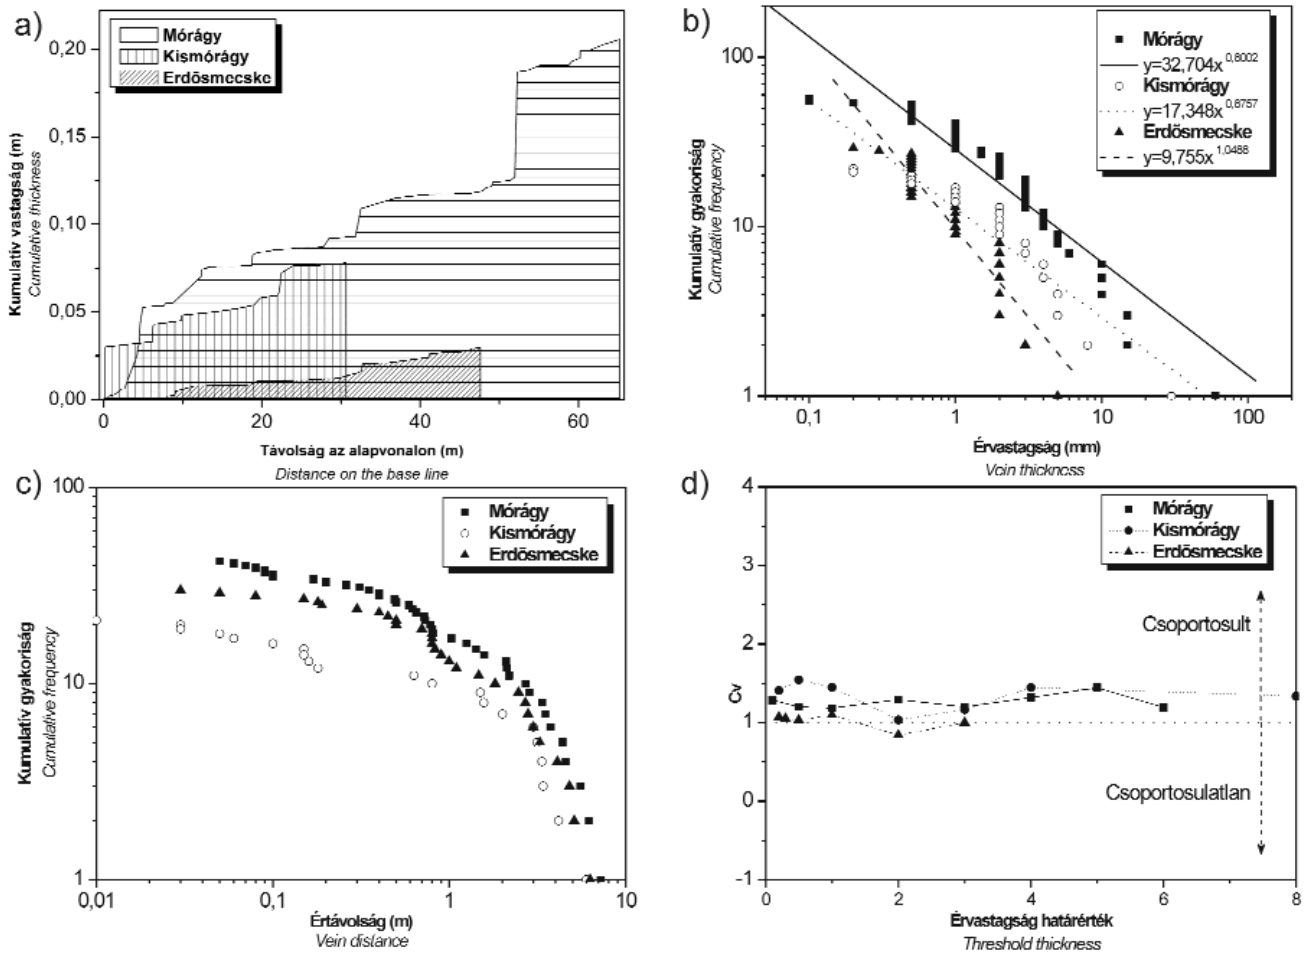 a)
Kumulatív vastagság (m)
Cumulative thickness
0,20
0,15
0,10
0,05
0,00
Mórágy
Kismórágy
Erdősmecske
0
20
40
60
Távolság az alapvonalon (m)
Distance on the base line
b)
Kumulatív gyakoriság
Cumulative frequency
100
10
1
Mórágy
y=32,704x^0,6002
Kismórágy
y=17,348x^0,6757
Erdősmecske
y=9,755x^1,0486
0,1
1
10
100
Érvastagság (mm)
Vein thickness
c)
Kumulatív gyakoriság
Cumulative frequency
100
10
1
Mórágy
Kismórágy
Erdősmecske
0,01
0,1
1
10
Értávolság (m)
Vein distance
d)
Cv
4
3
2
1
0
-1
Mórágy
Kismórágy
Erdősmecske
Csoportosult
Csoportosulatlan
0
2
4
6
8
Érvastagság határérték
Threshold thickness